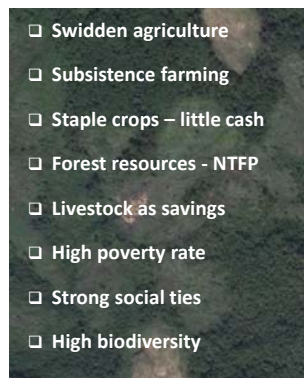 ❑ Swidden agriculture
❑ Subsistence farming
❑ Staple crops – little cash
❑ Forest resources - NTFP
❑ Livestock as savings
❑ High poverty rate
❑ Strong social ties
❑ High biodiversity